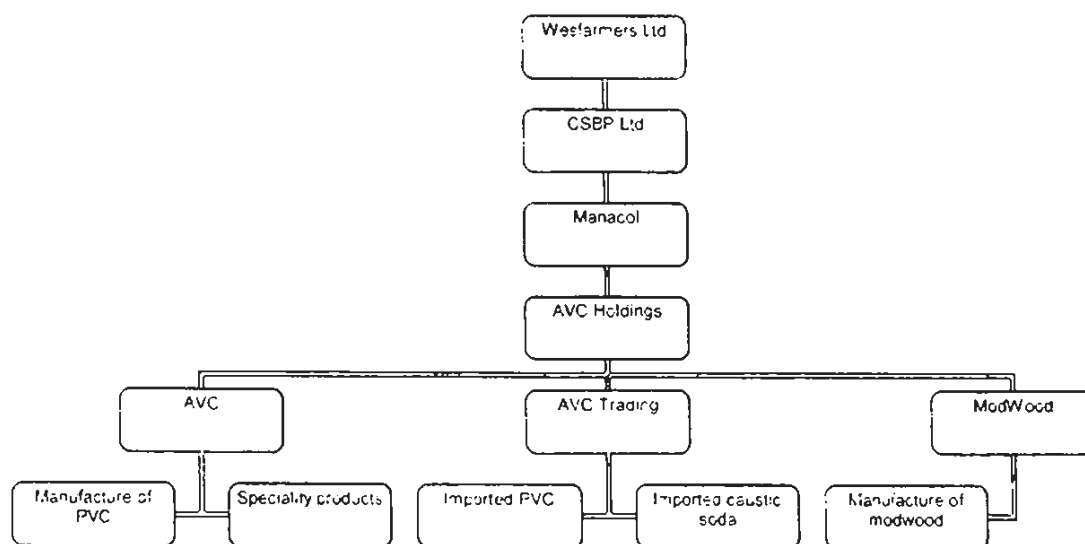 Wesfarmers Ltd
CSBP Ltd
Manacol
AVC Holdings
AVC
AVC Trading
ModWood
Manufacture of
PVC
Speciality products
Imported PVC
Imported caustic
soda
Manufacture of
modwood